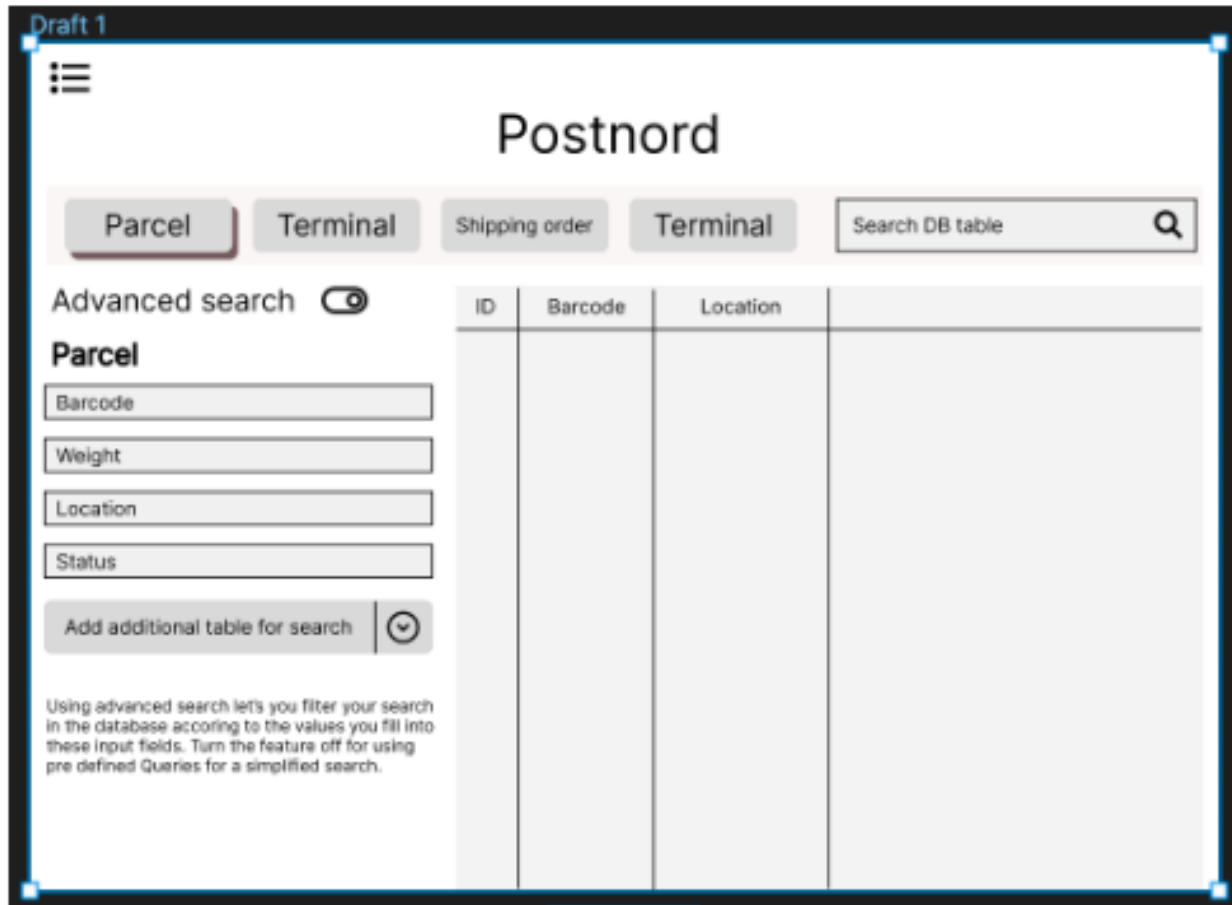 Draft 1
Postnord
Parcel
Terminal
Shipping order
Terminal
Search DB table
Advanced search
ID
Barcode
Location
Parcel
Barcode
Weight
Location
Status
Add additional table for search
Using advanced search let's you filter your search
in the database accoring to the values you fill into
these input fields. Turn the feature off for using
pre defined Queries for a simplified search.